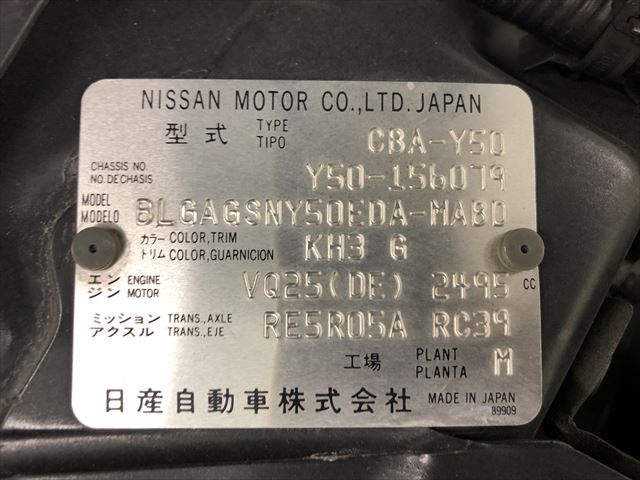 NISSAN MOTOR CO.,LTD. JAPAN
型式 TYPE TIPO CBA-Y50
CHASSIS NO. NO.DE CHASIS Y50-156079
MODEL MODELO BLGAGSNY50EDA-MABD
カラー COLOR,TRIM トリム COLOR,GUARNICION KH3 G
エンジン ENGINE MOTOR VQ25(DE) 2495 CC
ミッション TRANS.,AXLE アクスル TRANS.,EJE RE5R05A RC39
工場 PLANT PLANTA M
日産自動車株式会社 MADE IN JAPAN
89909